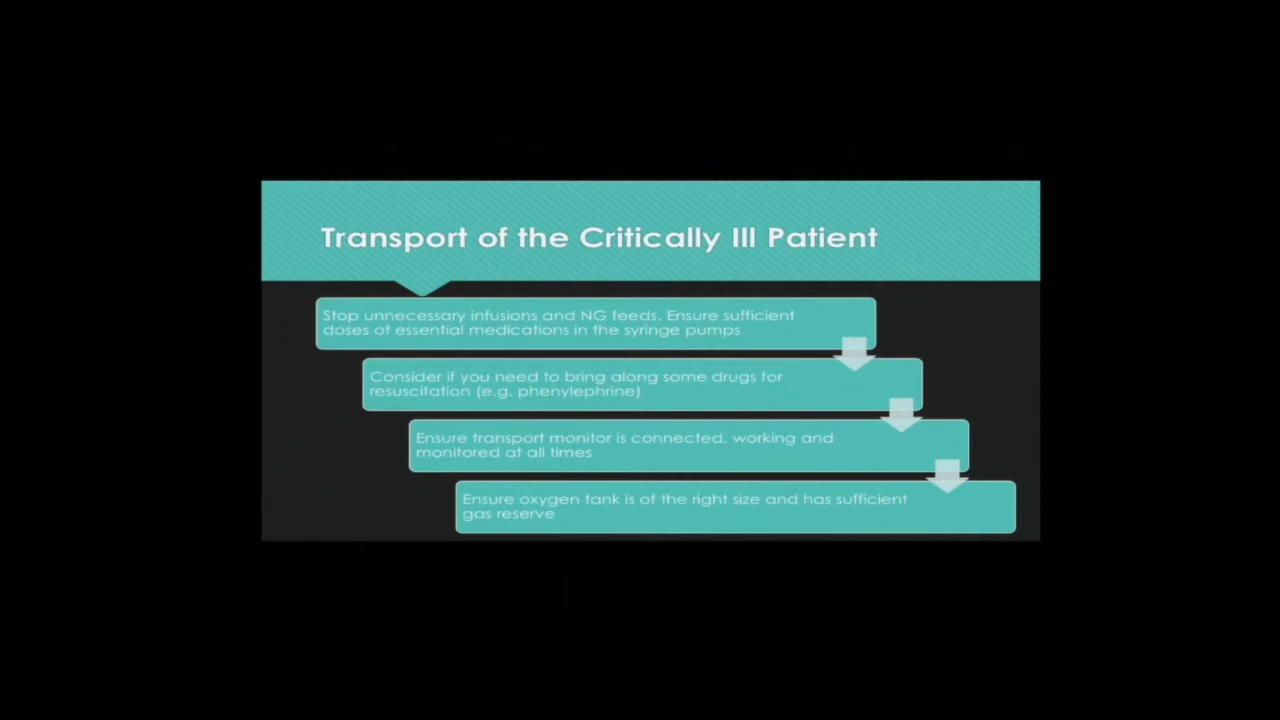 Transport of the Critically Ill Patient
Stop unnecessary infusions and NG feeds. Ensure sufficient
doses of essential medications in the syringe pumps
Consider if you need to bring along some drugs for
resuscitation (e.g. phenylephrine)
Ensure transport monitor is connected, working and
monitored at all times
Ensure oxygen tank is of the right size and has sufficient
gas reserve